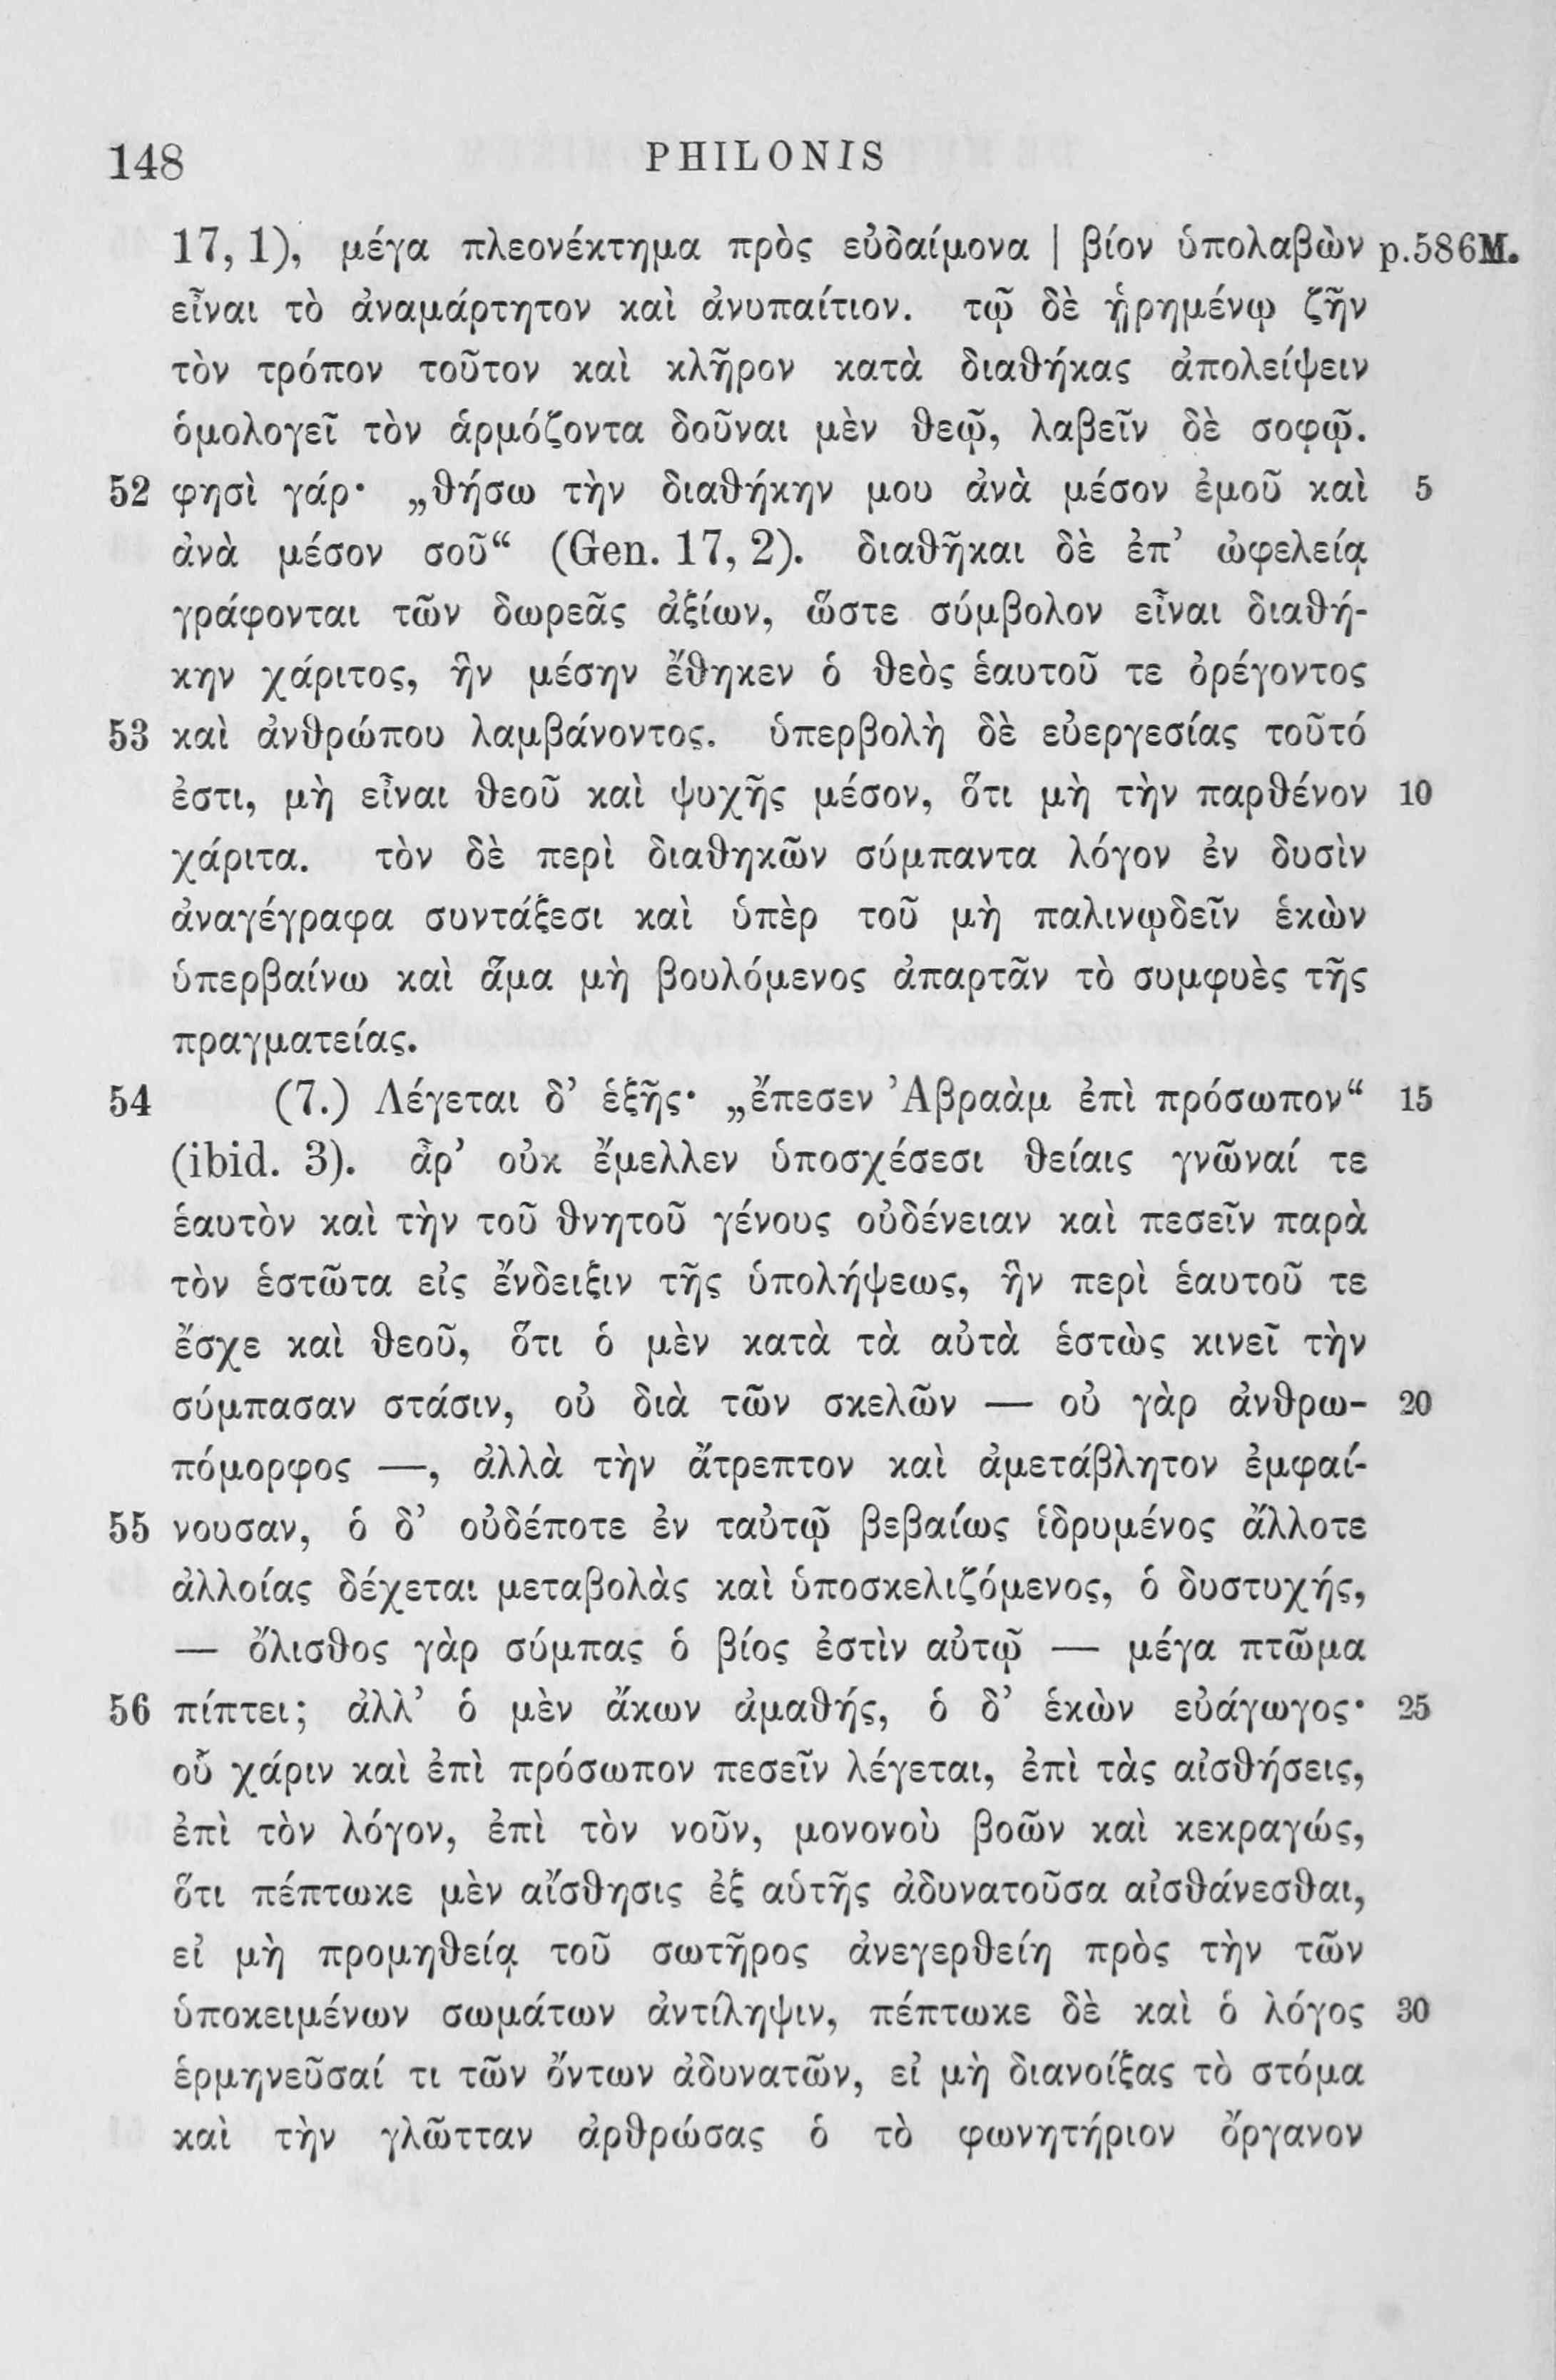 148 PHILONIS
17, 1), μέγα πλεονέκτημα πρὸς εὐδαίμονα | βίον ὑπολαβὼν p.586M.
εἶναι τὸ ἀναμάρτητον καὶ ἀνυπαίτιον. τῷ δὲ ᾑρημένῳ ζῆν
τὸν τρόπον τοῦτον καὶ κλῆρον κατὰ διαθήκας ἀπολείψειν
ὁμολογεῖ τὸν ἁρμόζοντα δοῦναι μὲν θεῷ, λαβεῖν δὲ σοφῷ.
52 φησὶ γάρ· „θήσω τὴν διαθήκην μου ἀνὰ μέσον ἐμοῦ καὶ 5
ἀνὰ μέσον σοῦ“ (Gen. 17, 2). διαθῆκαι δὲ ἐπ’ ὠφελείᾳ
γράφονται τῶν δωρεᾶς ἀξίων, ὥστε σύμβολον εἶναι διαθή-
κην χάριτος, ἣν μέσην ἔθηκεν ὁ θεὸς ἑαυτοῦ τε ὀρέγοντος
53 καὶ ἀνθρώπου λαμβάνοντος. ὑπερβολὴ δὲ εὐεργεσίας τοῦτό
ἐστι, μὴ εἶναι θεοῦ καὶ ψυχῆς μέσον, ὅτι μὴ τὴν παρθένον 10
χάριτα. τὸν δὲ περὶ διαθηκῶν σύμπαντα λόγον ἐν δυσὶν
ἀναγέγραφα συντάξεσι καὶ ὑπὲρ τοῦ μὴ παλινῳδεῖν ἑκὼν
ὑπερβαίνω καὶ ἅμα μὴ βουλόμενος ἀπαρτᾶν τὸ συμφυὲς τῆς
πραγματείας.
54 (7.) Λέγεται δ’ ἑξῆς· „ἔπεσεν Ἀβραὰμ ἐπὶ πρόσωπον“ 15
(ibid. 3). ἆρ’ οὐκ ἔμελλεν ὑποσχέσεσι θείαις γνῶναί τε
ἑαυτὸν καὶ τὴν τοῦ θνητοῦ γένους οὐδένειαν καὶ πεσεῖν παρὰ
τὸν ἑστῶτα εἰς ἔνδειξιν τῆς ὑπολήψεως, ἣν περὶ ἑαυτοῦ τε
ἔσχε καὶ θεοῦ, ὅτι ὁ μὲν κατὰ τὰ αὐτὰ ἑστὼς κινεῖ τὴν
σύμπασαν στάσιν, οὐ διὰ τῶν σκελῶν — οὐ γὰρ ἀνθρω- 20
πόμορφος —, ἀλλὰ τὴν ἄτρεπτον καὶ ἀμετάβλητον ἐμφαί-
55 νουσαν, ὁ δ’ οὐδέποτε ἐν ταὐτῷ βεβαίως ἱδρυμένος ἄλλοτε
ἀλλοίας δέχεται μεταβολὰς καὶ ὑποσκελιζόμενος, ὁ δυστυχής,
— ὄλισθος γὰρ σύμπας ὁ βίος ἐστὶν αὐτῷ — μέγα πτῶμα
56 πίπτει; ἀλλ’ ὁ μὲν ἄκων ἀμαθής, ὁ δ’ ἑκὼν εὐάγωγος· 25
οὗ χάριν καὶ ἐπὶ πρόσωπον πεσεῖν λέγεται, ἐπὶ τὰς αἰσθήσεις,
ἐπὶ τὸν λόγον, ἐπὶ τὸν νοῦν, μονονοὺ βοῶν καὶ κεκραγώς,
ὅτι πέπτωκε μὲν αἴσθησις ἐξ αὑτῆς ἀδυνατοῦσα αἰσθάνεσθαι,
εἰ μὴ προμηθείᾳ τοῦ σωτῆρος ἀνεγερθείη πρὸς τὴν τῶν
ὑποκειμένων σωμάτων ἀντίληψιν, πέπτωκε δὲ καὶ ὁ λόγος 30
ἑρμηνεῦσαί τι τῶν ὄντων ἀδυνατῶν, εἰ μὴ διανοίξας τὸ στόμα
καὶ τὴν γλῶτταν ἀρθρώσας ὁ τὸ φωνητήριον ὄργανον